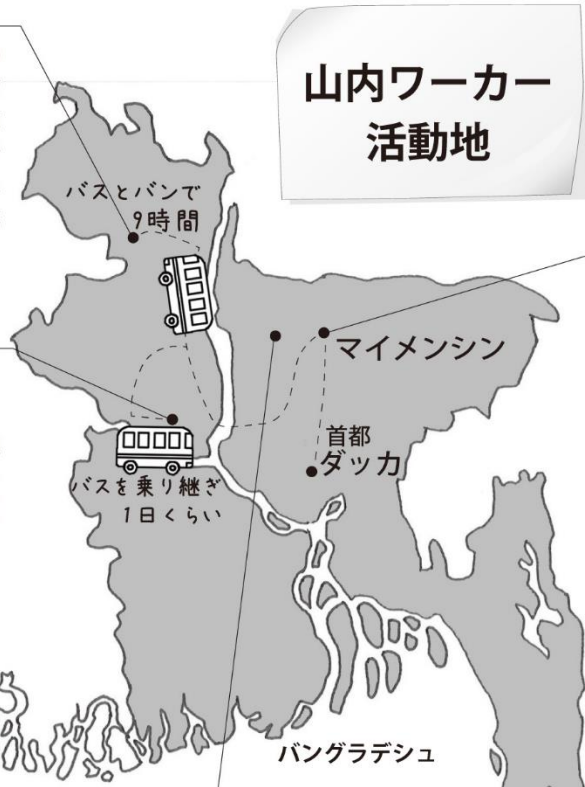 山内ワーカー
活動地
バスとバンで
9時間
マイメンシン
首都
ダッカ
バスを乗り継ぎ
1日くらい
バングラデシュ